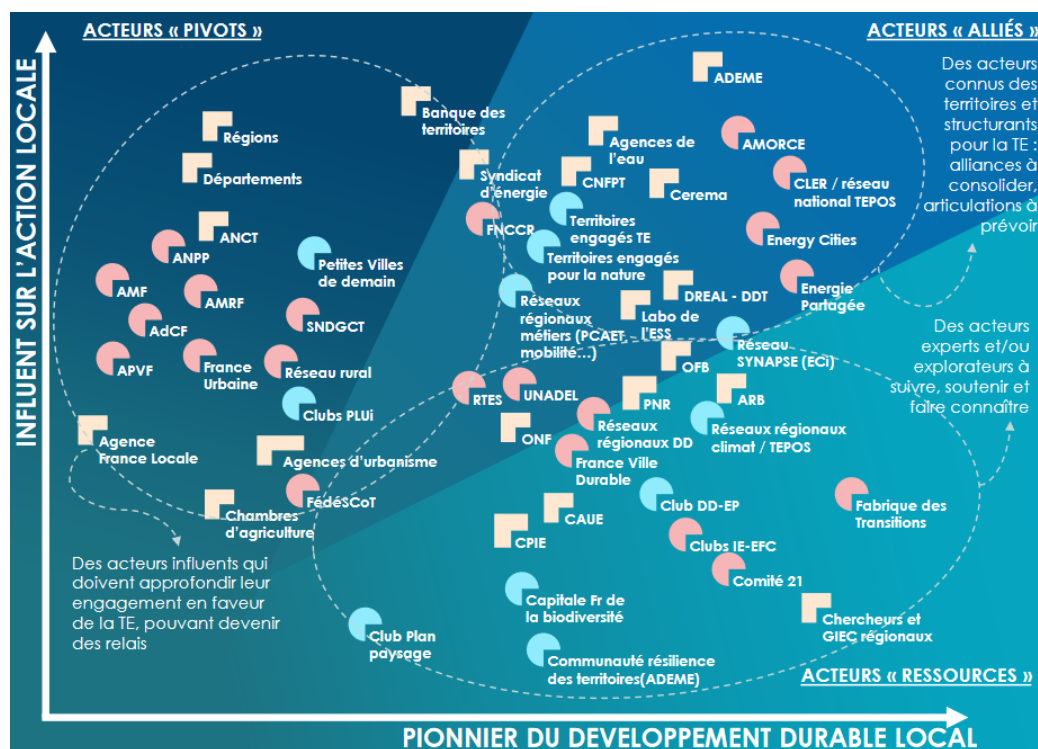 ACTEURS « PIVOTS »
ACTEURS « ALLIÉS »
Des acteurs
connus des
territoires et
structurants
pour la TE :
alliances à
consolider,
articulations à
prévoir
INFLUENT SUR L'ACTION LOCALE
ADEME
Banque des
territoires
Régions
Agences de
l'eau
AMORCE
Départements
Syndicat
d'énergie
CNFPT
Cerema
CLER / réseau
national TEPOS
ANCT
FNCCR
Territoires
engagés TE
Energy Cities
ANPP
Petites Villes
de demain
Territoires engagés
pour la nature
AMF
AMRF
Réseaux
régionaux
métiers (PCAET,
mobilité…)
DREAL - DDT
Energie
Partagée
AdCF
SNDGCT
Labo de
l'ESS
Réseau
SYNAPSE (ECi)
Des acteurs
experts et/ou
explorateurs à
suivre, soutenir et
faire connaître
APVF
France
Urbaine
Réseau rural
OFB
RTES
UNADEL
PNR
ARB
Clubs PLUi
Réseaux
régionaux DD
Réseaux régionaux
climat / TEPOS
Agence
France Locale
ONF
Agences d'urbanisme
France Ville
Durable
FédéSCoT
Club DD-EP
Fabrique des
Transitions
Chambres
d'agriculture
CAUE
CPIE
Clubs IE-EFC
Comité 21
Des acteurs influents qui
doivent approfondir leur
engagement en faveur
de la TE, pouvant devenir
des relais
Capitale Fr de
la biodiversité
Chercheurs et
GIEC régionaux
Club Plan
paysage
Communauté résilience
des territoires(ADEME)
ACTEURS « RESSOURCES »
PIONNIER DU DEVELOPPEMENT DURABLE LOCAL